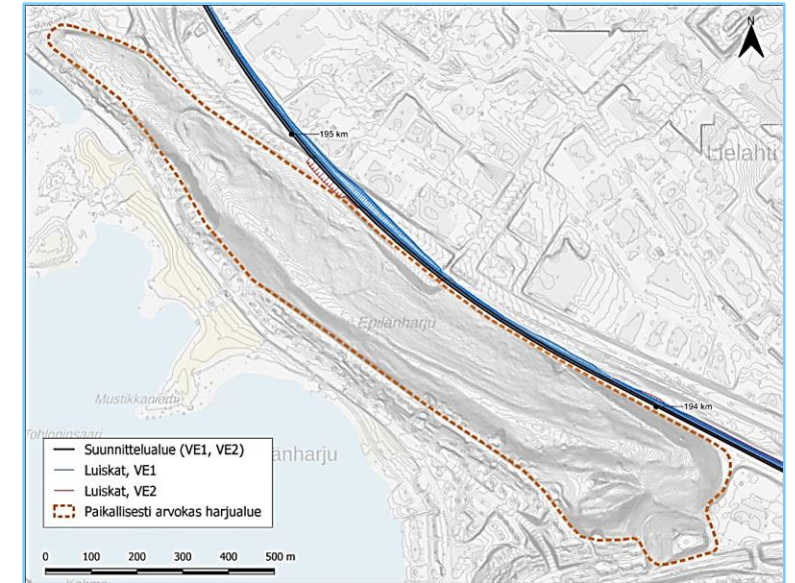 N
195 km
Lielahti
Epilänharju
Mustikkaniemi
194 km
Tohlopinsaari
änharju
Suunnittelualue (VE1, VE2)
Luiskat, VE1
Luiskat, VE2
Paikallisesti arvokas harjualue
0 100 200 300 400 500 m